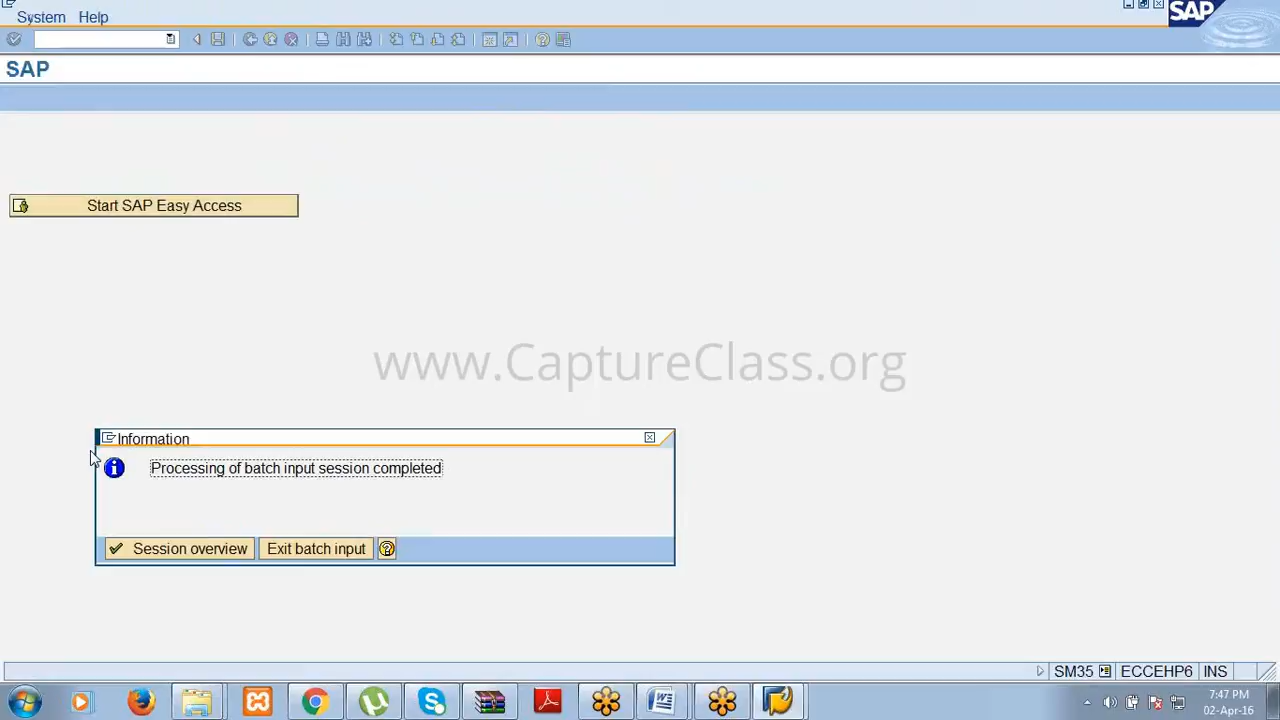 System Help
SAP
SAP
Start SAP Easy Access
www.CaptureClass.org
Information
Processing of batch input session completed
Session overview Exit batch input
SM35 ECCEHP6 INS
7:47 PM
02-Apr-16